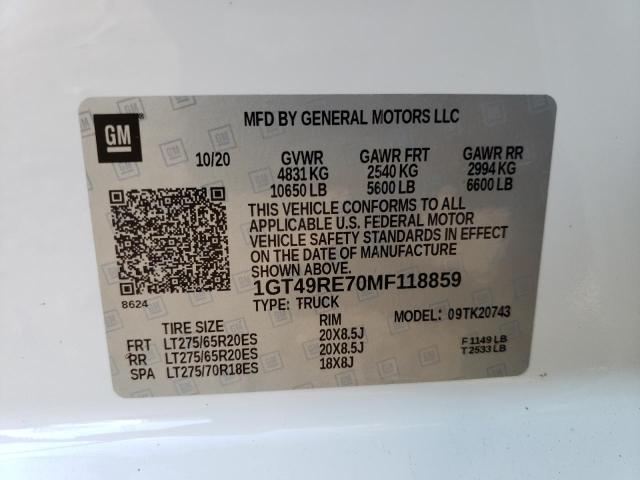 GM
MFD BY GENERAL MOTORS LLC
10/20 GVWR GAWR FRT GAWR RR
4831 KG 2540 KG 2994 KG
10650 LB 5600 LB 6600 LB
THIS VEHICLE CONFORMS TO ALL
APPLICABLE U.S. FEDERAL MOTOR
VEHICLE SAFETY STANDARDS IN EFFECT
ON THE DATE OF MANUFACTURE
SHOWN ABOVE.
8624
1GT49RE70MF118859
TYPE: TRUCK MODEL: 09TK20743
TIRE SIZE RIM
FRT LT275/65R20ES 20X8.5J F 1149 LB
RR LT275/65R20ES 20X8.5J T 2533 LB
SPA LT275/70R18ES 18X8J